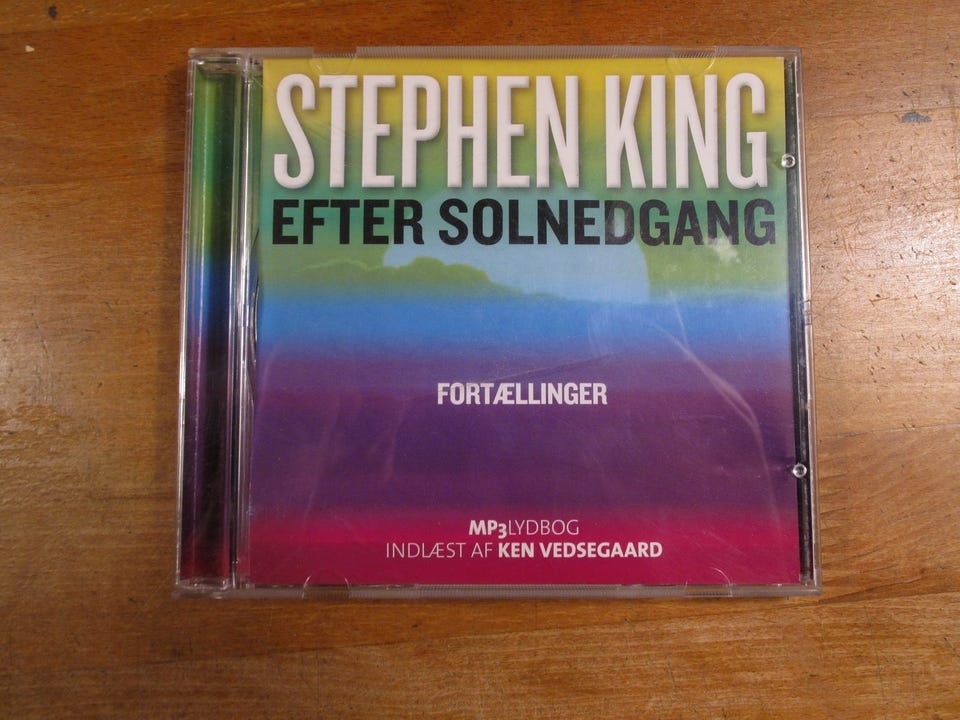 STEPHEN KING
EFTER SOLNEDGANG
FORTÆLLINGER
MP3LYDBOG
INDLÆST AF KEN VEDSEGAARD